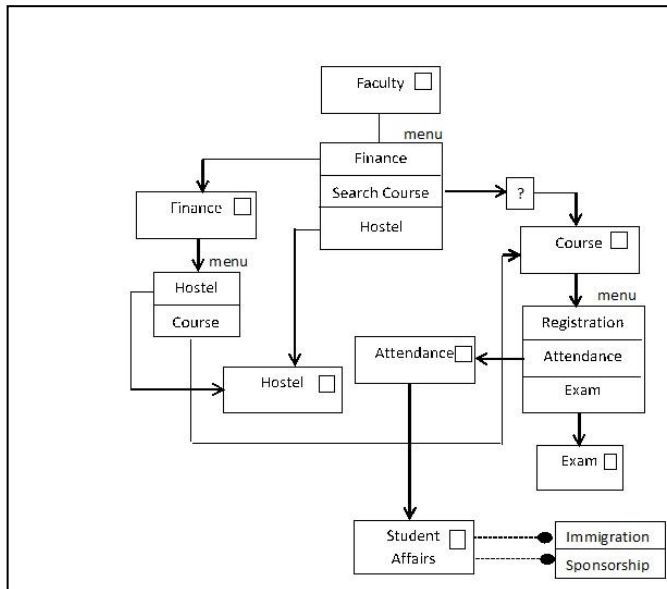 Faculty
menu
Finance
Search Course
?
Hostel
Finance
menu
Hostel
Course
Course
menu
Registration
Attendance
Exam
Attendance
Hostel
Exam
Student
Affairs
Immigration
Sponsorship